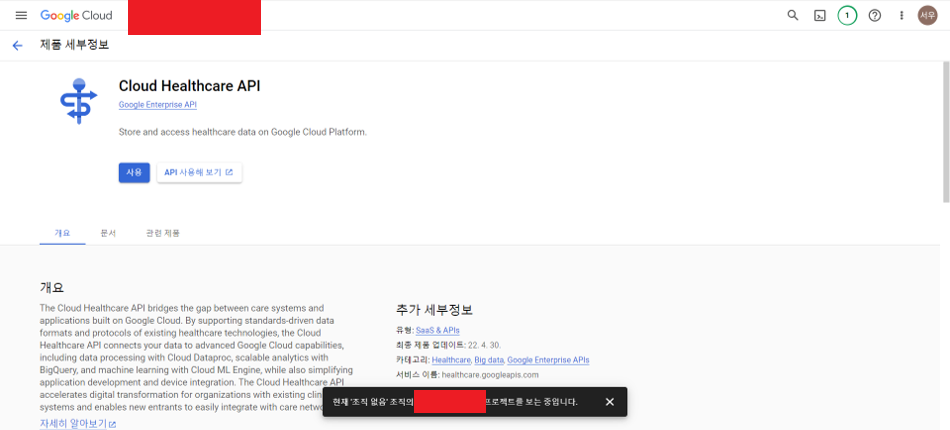 Google Cloud
1
서우
제품 세부정보
Cloud Healthcare API
Google Enterprise API
Store and access healthcare data on Google Cloud Platform.
사용
API 사용해 보기
개요
문서
관련 제품
개요
The Cloud Healthcare API bridges the gap between care systems and
applications built on Google Cloud. By supporting standards-driven data
formats and protocols of existing healthcare technologies, the Cloud
Healthcare API connects your data to advanced Google Cloud capabilities,
including data processing with Cloud Dataproc, scalable analytics with
BigQuery, and machine learning with Cloud ML Engine, while also simplifying
application development and device integration. The Cloud Healthcare API
accelerates digital transformation for organizations with existing
systems and enables new entrants to easily integrate with care
자세히 알아보기
추가 세부정보
유형: SaaS & APIs
최종 제품 업데이트: 22. 4. 30.
카테고리: Healthcare, Big data, Google Enterprise APIs
서비스 이름: healthcare.googleapis.com
현재 '조직 없음' 조직의 프로젝트를 보는 중입니다.